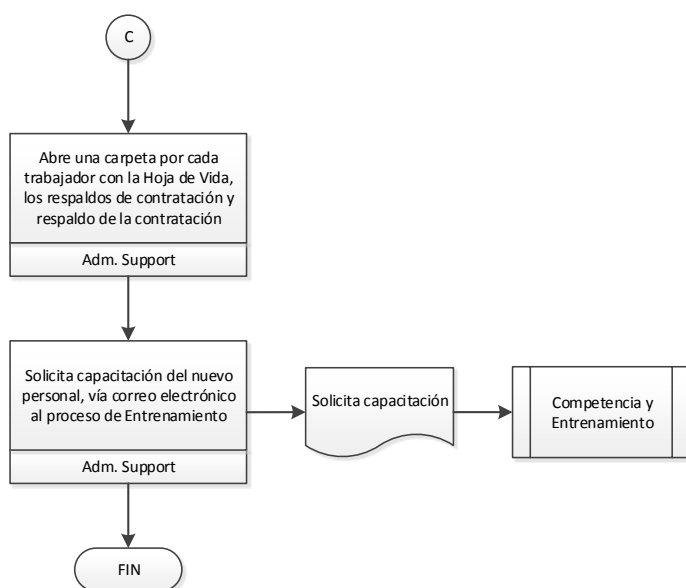 C
Abre una carpeta por cada
trabajador con la Hoja de Vida,
los respaldos de contratación y
respaldo de la contratación
Adm. Support
Solicita capacitación del nuevo
personal, vía correo electrónico
al proceso de Entrenamiento
Adm. Support
Solicita capacitación
Competencia y
Entrenamiento
FIN